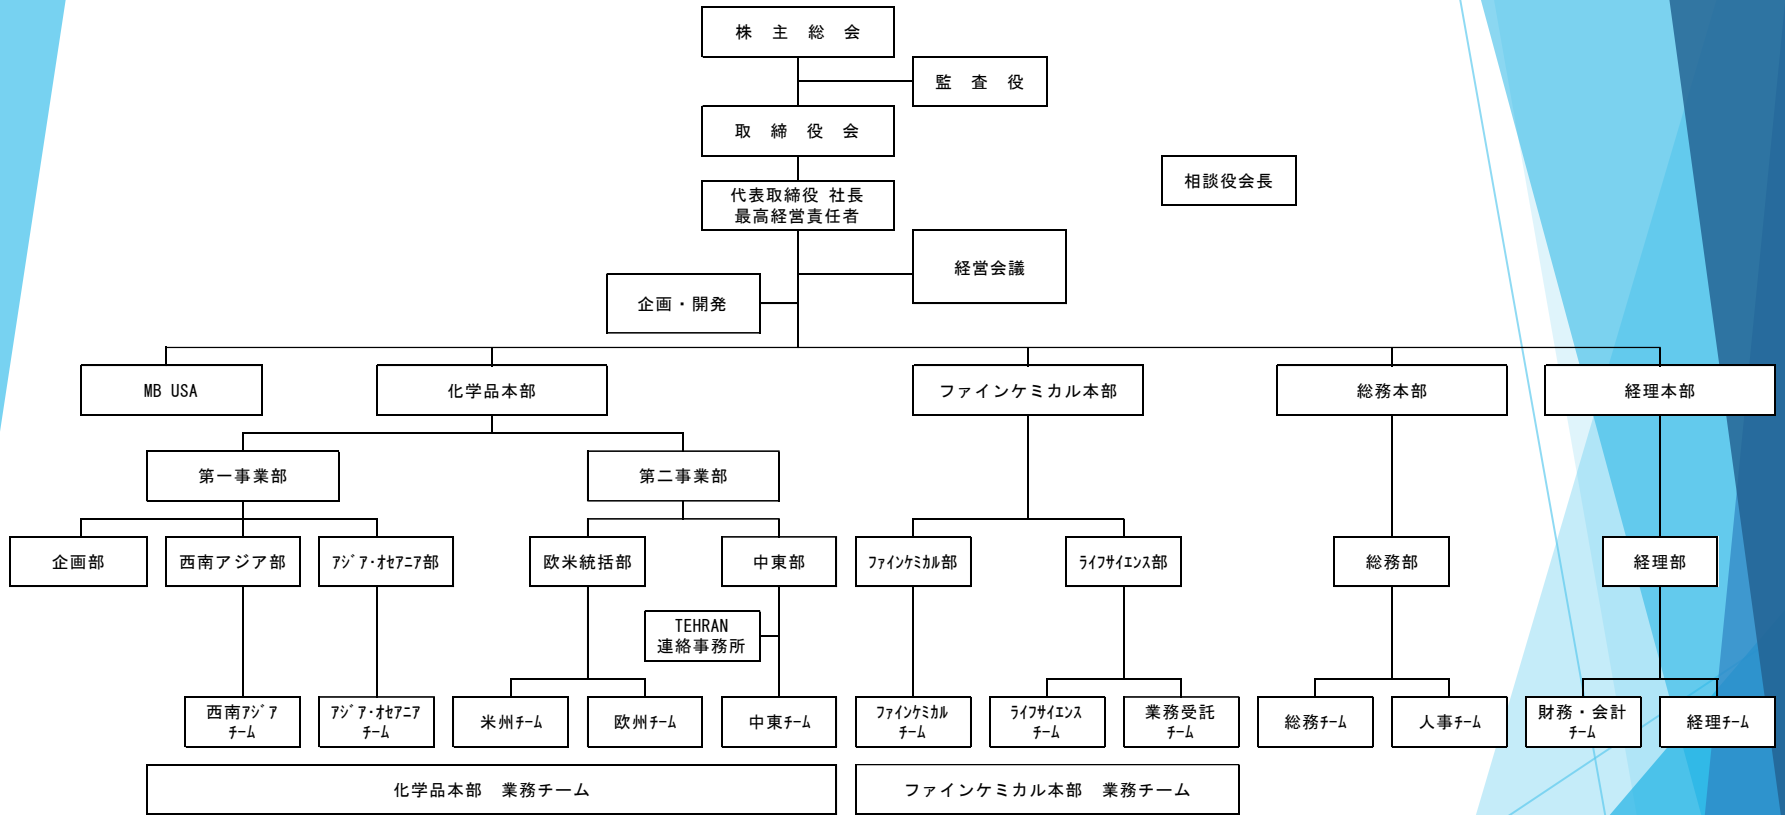 株　主　総　会
監　査　役
取　締　役　会
相談役会長
代表取締役 社長
最高経営責任者
経営会議
企画・開発
MB USA
化学品本部
ファインケミカル本部
総務本部
経理本部
第一事業部
第二事業部
企画部
西南アジア部
ｱｼﾞｱ･ｵｾｱﾆｱ部
欧米統括部
中東部
ﾌｧｲﾝｹﾐｶﾙ部
ﾗｲﾌｻｲｴﾝｽ部
総務部
経理部
TEHRAN
連絡事務所
西南ｱｼﾞｱ
ﾁｰﾑ
ｱｼﾞｱ･ｵｾｱﾆｱ
ﾁｰﾑ
米州ﾁｰﾑ
欧州ﾁｰﾑ
中東ﾁｰﾑ
ﾌｧｲﾝｹﾐｶﾙ
ﾁｰﾑ
ﾗｲﾌｻｲｴﾝｽ
ﾁｰﾑ
業務受託
ﾁｰﾑ
総務ﾁｰﾑ
人事ﾁｰﾑ
財務・会計
ﾁｰﾑ
経理ﾁｰﾑ
化学品本部　業務チーム
ファインケミカル本部　業務チーム